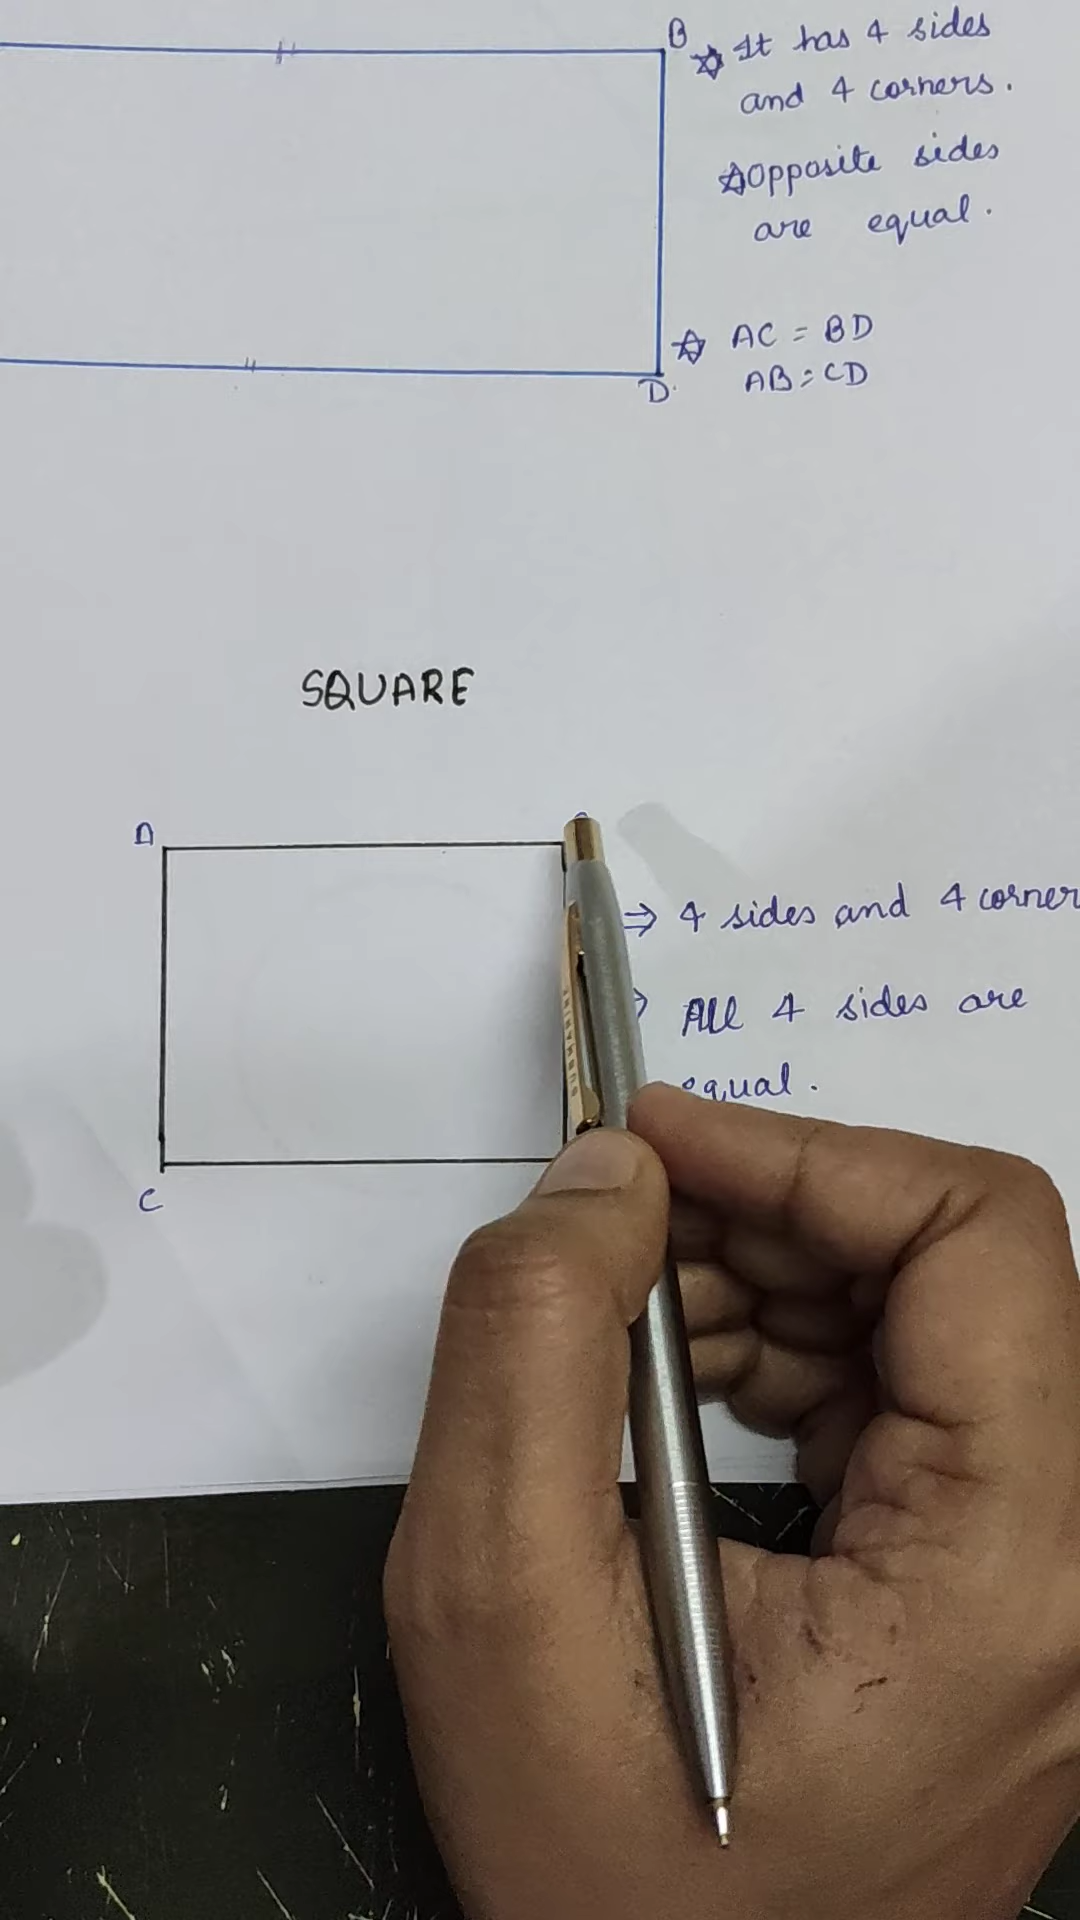 B
It has 4 sides
and 4 corners.
Opposite sides
are equal.
AC = BD
AB = CD
D
SQUARE
A
⇒ 4 sides and 4 corner
All 4 sides are
equal.
C
SUBMARINE